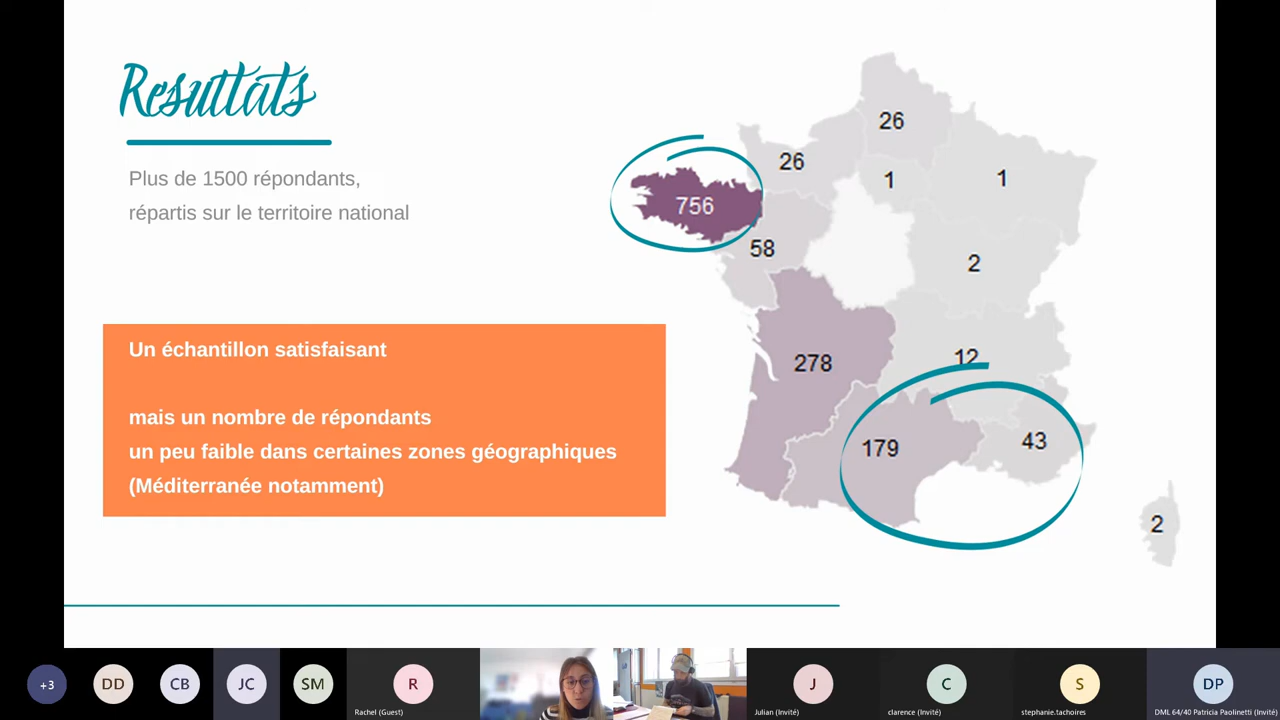 Resultats
Plus de 1500 répondants,
répartis sur le territoire national
Un échantillon satisfaisant
mais un nombre de répondants
un peu faible dans certaines zones géographiques
(Méditerranée notamment)
26
26
1
1
756
58
2
278
12
179
43
2
+3
DD
CB
JC
SM
R
Rachel (Guest)
J
Julian (Invité)
C
clarence (Invité)
S
stephanie.tachoires
DP
DML 64/40 Patricia Paolinetti (Invité)